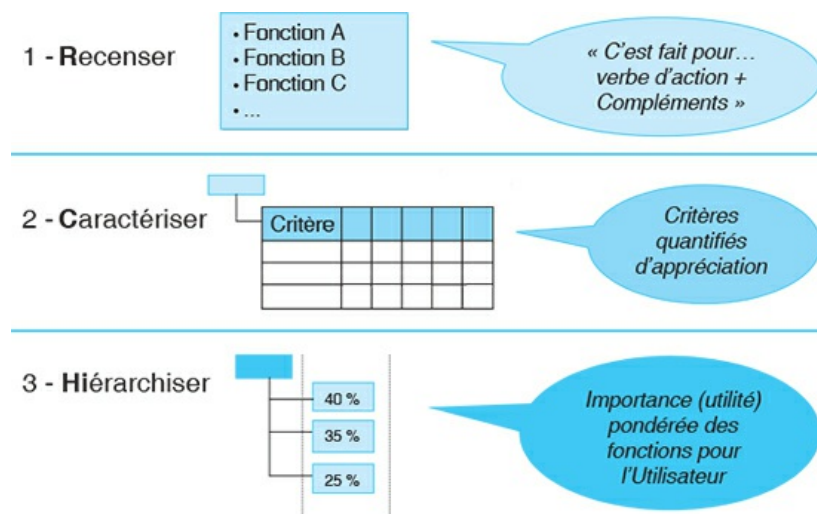 1 - Recenser
• Fonction A
• Fonction B
• Fonction C
• ...
« C'est fait pour…
verbe d'action +
Compléments »
2 - Caractériser
Critère
Critères
quantifiés
d'appréciation
3 - Hiérarchiser
40 %
35 %
25 %
Importance (utilité)
pondérée des
fonctions pour
l'Utilisateur